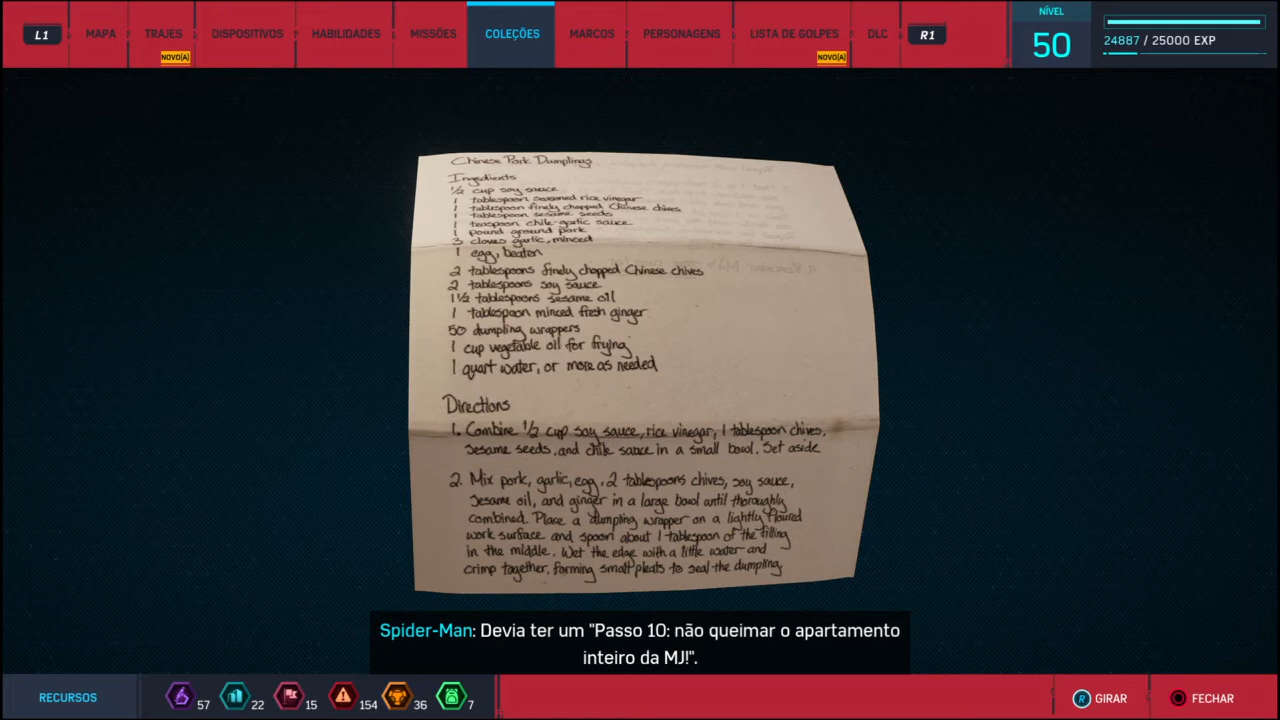 L1
MAPA
TRAJES
NOVO[A]
DISPOSITIVOS
HABILIDADES
MISSÕES
COLEÇÕES
MARCOS
PERSONAGENS
LISTA DE GOLPES
NOVO[A]
DLC
R1
NÍVEL
50
24887 / 25000 EXP
Chinese Pork Dumplings
Ingredients
1/2 cup soy sauce
1 tablespoon seasoned rice vinegar
1 tablespoon finely chopped Chinese chives
1 tablespoon sesame seeds
1 teaspoon chile-garlic sauce
1 pound ground pork
3 cloves garlic, minced
1 egg, beaten
2 tablespoons finely chopped Chinese chives
2 tablespoons soy sauce
1 1/2 tablespoons sesame oil
1 tablespoon minced fresh ginger
50 dumpling wrappers
1 cup vegetable oil for frying
1 quart water, or more as needed
Directions
1. Combine 1/2 cup soy sauce, rice vinegar, 1 tablespoon chives,
sesame seeds, and chile sauce in a small bowl. Set aside
2. Mix pork, garlic, egg, 2 tablespoons chives, soy sauce,
sesame oil, and ginger in a large bowl until thoroughly
combined. Place a dumpling wrapper on a lightly floured
work surface and spoon about 1 tablespoon of the filling
in the middle. Wet the edge with a little water and
crimp together, forming small pleats to seal the dumpling
Spider-Man: Devia ter um "Passo 10: não queimar o apartamento
inteiro da MJ!".
RECURSOS
57
22
15
154
36
7
R GIRAR
FECHAR